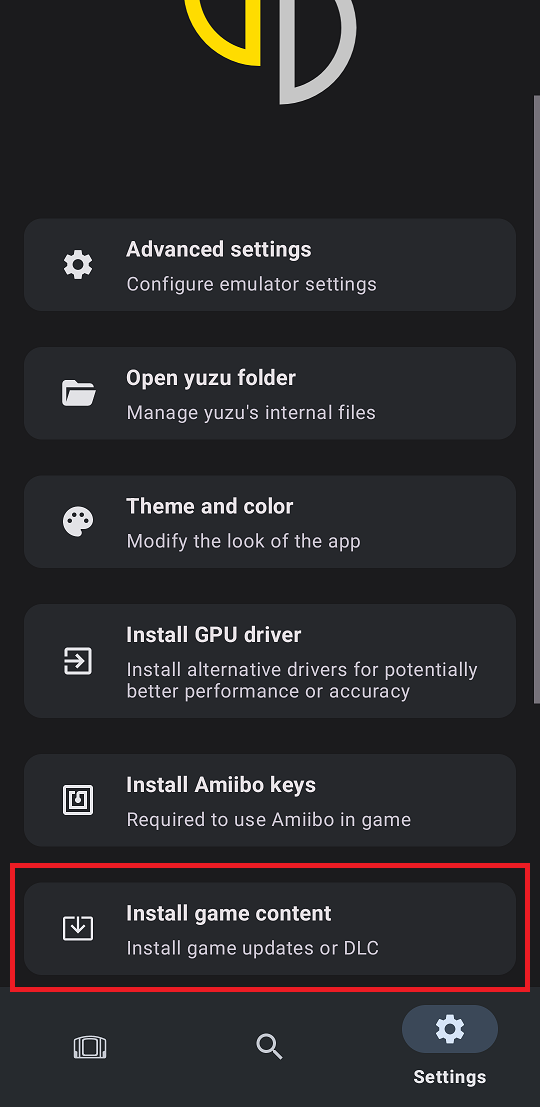 Advanced settings
Configure emulator settings
Open yuzu folder
Manage yuzu's internal files
Theme and color
Modify the look of the app
Install GPU driver
Install alternative drivers for potentially
better performance or accuracy
Install Amiibo keys
Required to use Amiibo in game
Install game content
Install game updates or DLC
Settings